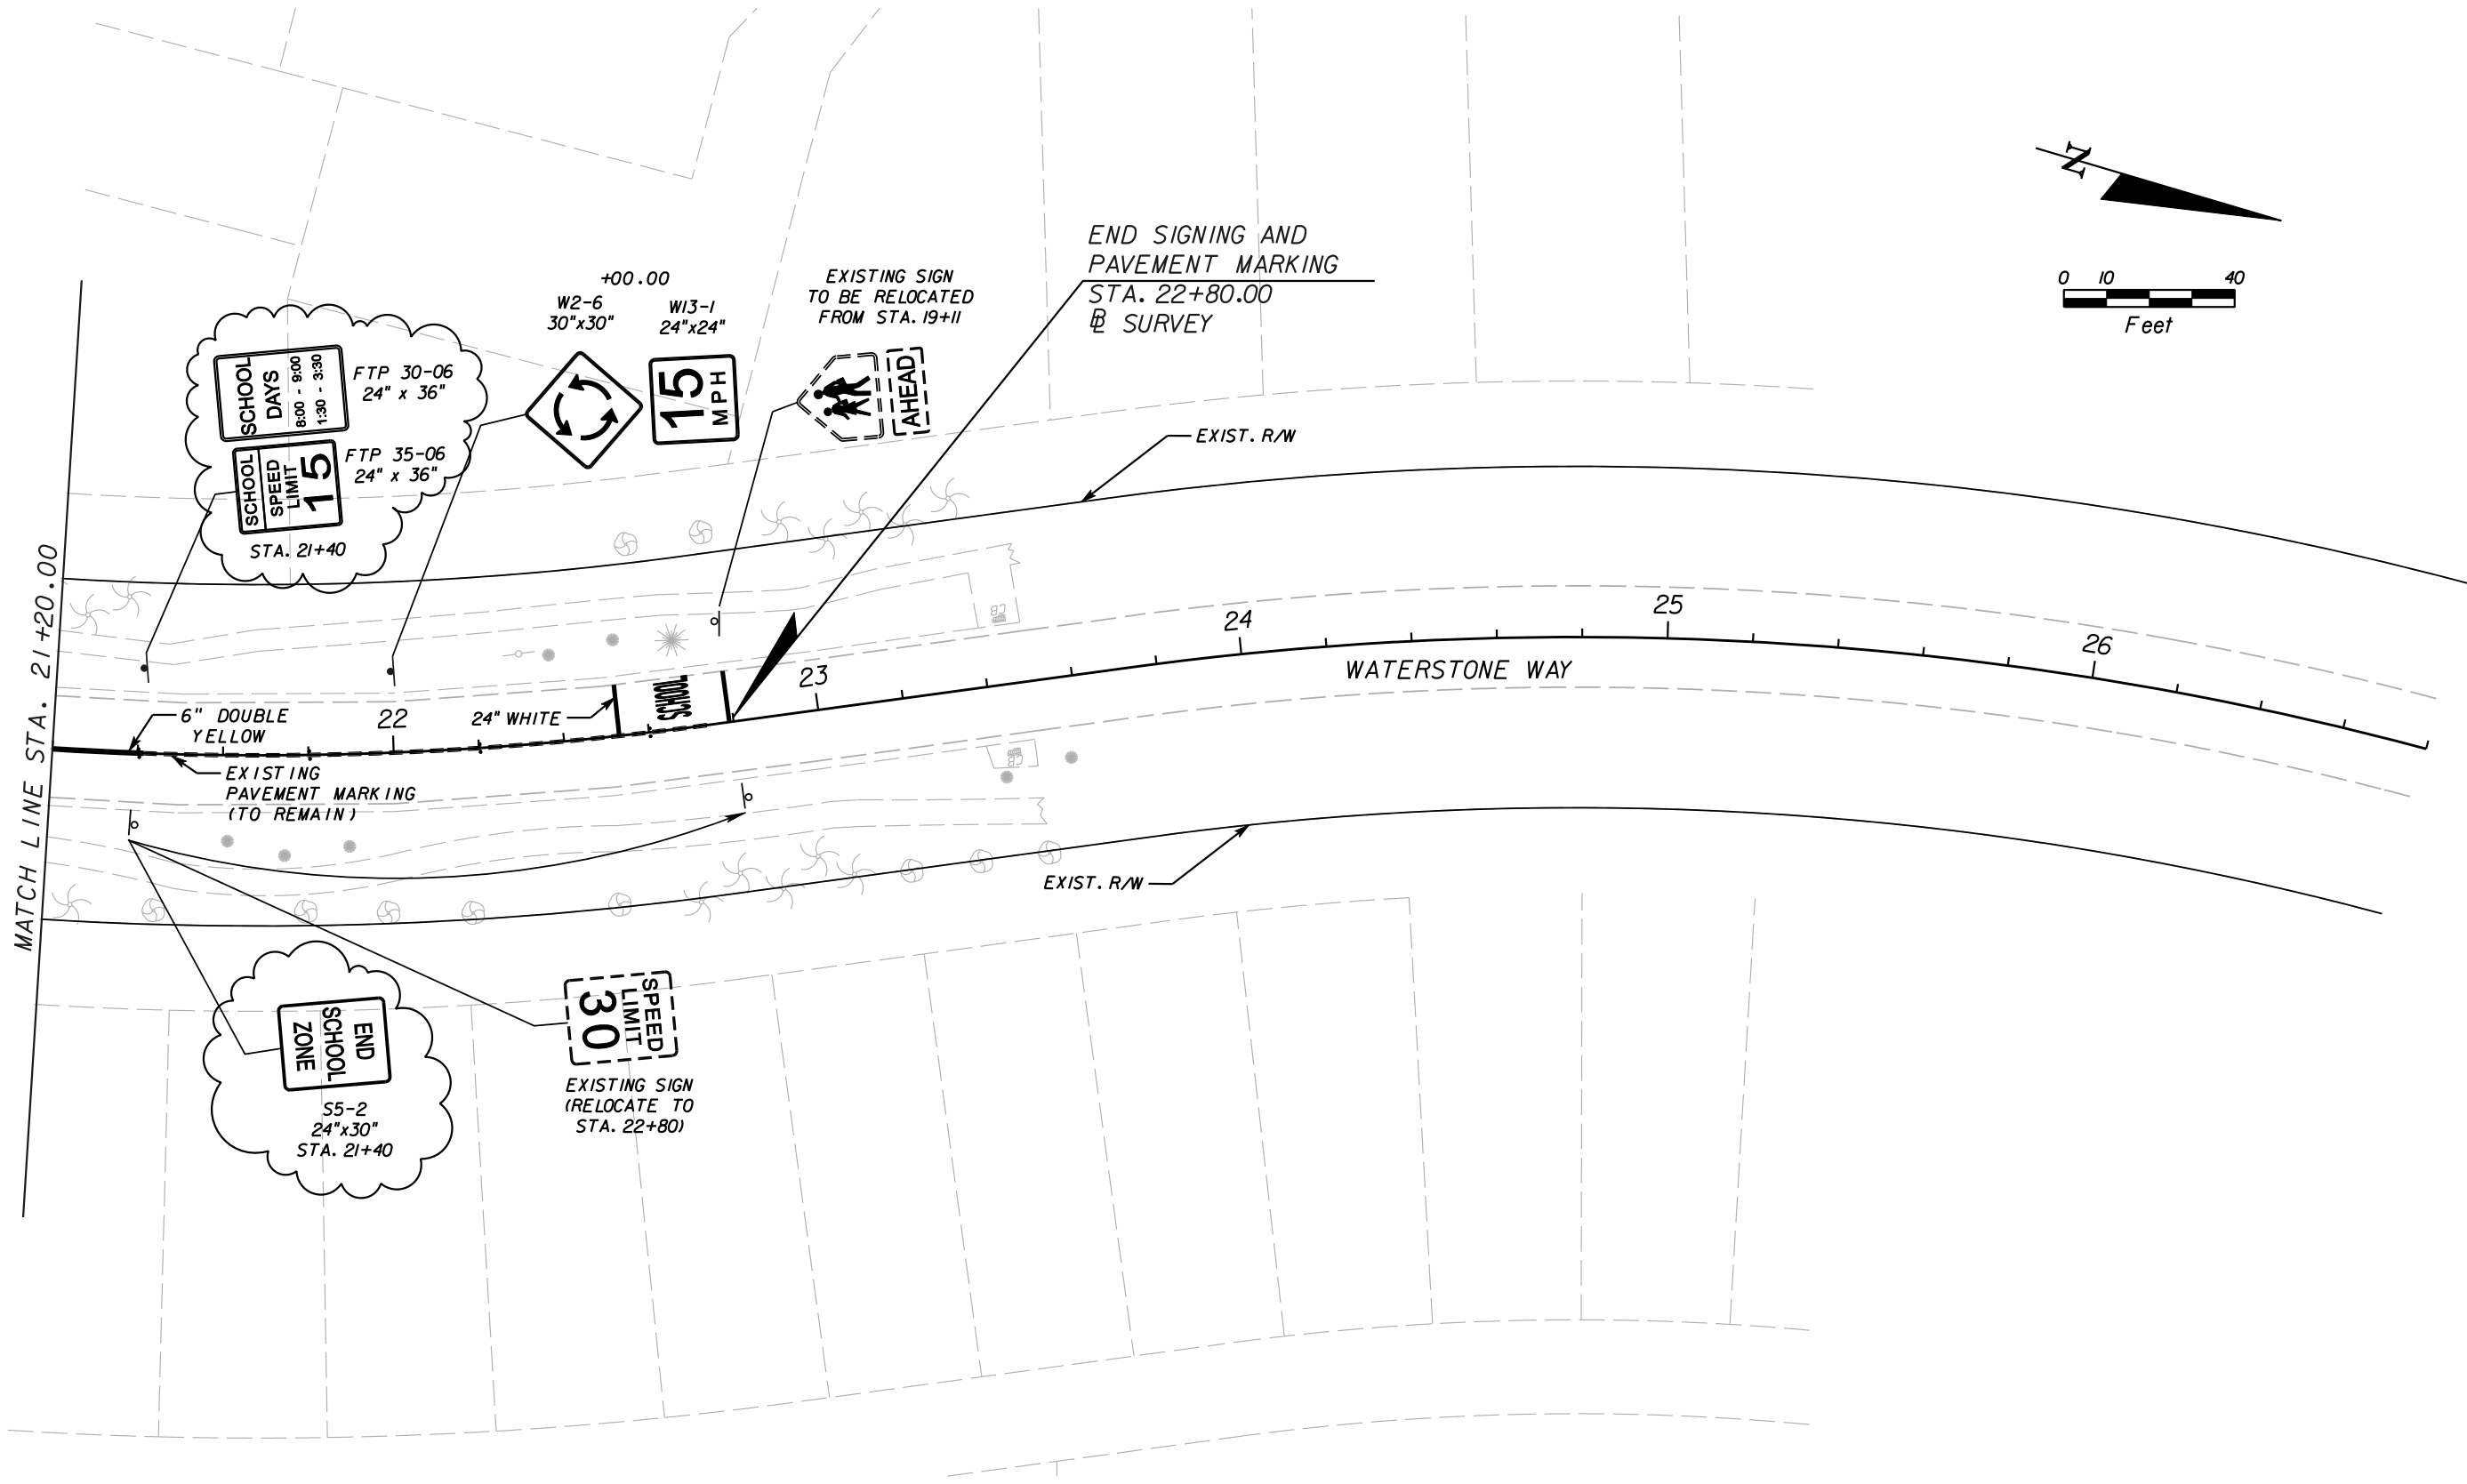 MATCH LINE STA. 21+20.00
SCHOOL
DAYS
8:00 - 9:00
1:30 - 3:30
FTP 30-06
24" x 36"
SCHOOL
SPEED
LIMIT
15
FTP 35-06
24" x 36"
STA. 21+40
+00.00
W2-6
30"x30"
W13-1
24"x24"
15
MPH
EXISTING SIGN
TO BE RELOCATED
FROM STA. 19+11
AHEAD
END SIGNING AND
PAVEMENT MARKING
STA. 22+80.00
BL SURVEY
N
0 10 40
Feet
EXIST. R/W
6" DOUBLE
YELLOW
22
24" WHITE
SCHOOL
23
24
25
26
WATERSTONE WAY
CB
CB
EXISTING
PAVEMENT MARKING
(TO REMAIN)
EXIST. R/W
END
SCHOOL
ZONE
S5-2
24"x30"
STA. 21+40
SPEED
LIMIT
30
EXISTING SIGN
(RELOCATE TO
STA. 22+80)